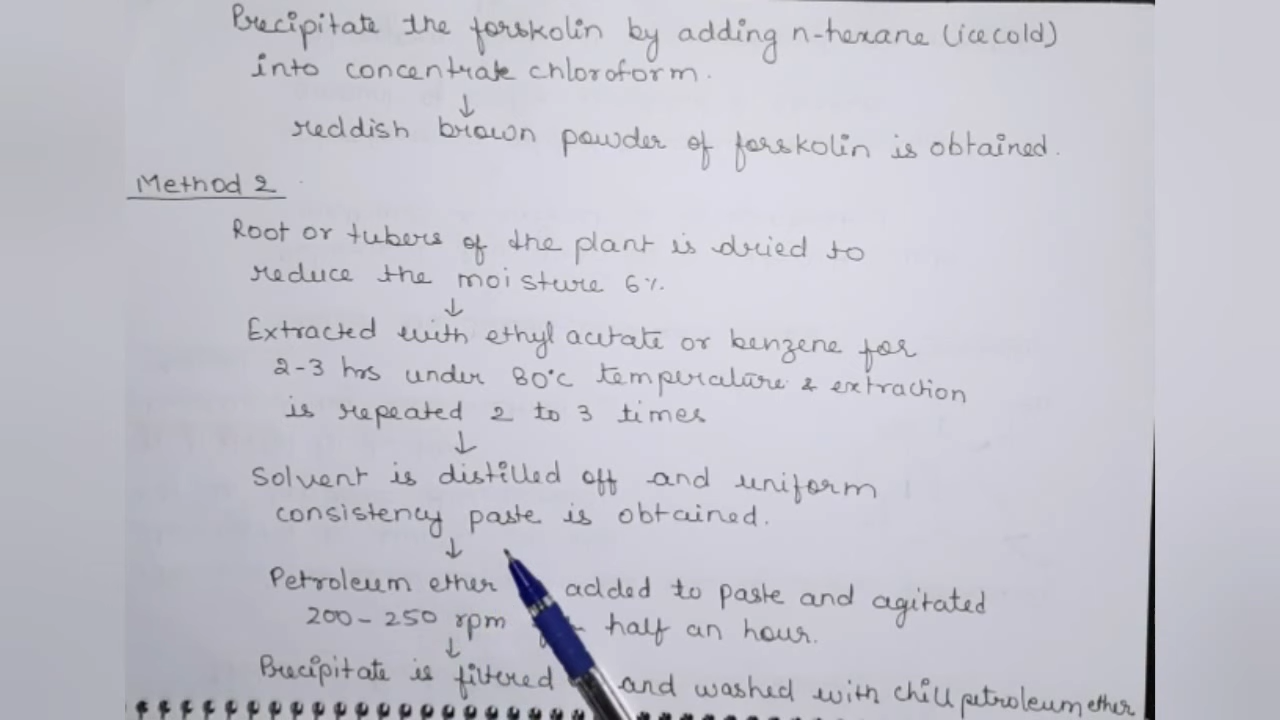 Precipitate the forskolin by adding n-hexane (ice cold)
into concentrate chloroform.
↓
reddish brown powder of forskolin is obtained.
Method 2
Root or tubers of the plant is dried to
reduce the moisture 6%.
↓
Extracted with ethyl acetate or benzene for
2-3 hrs under 80°c temperature & extraction
is repeated 2 to 3 times
↓
Solvent is distilled off and uniform
consistency paste is obtained.
↓
Petroleum ether added to paste and agitated
200-250 rpm half an hour.
↓
Precipitate is filtered and washed with chill petroleum ether